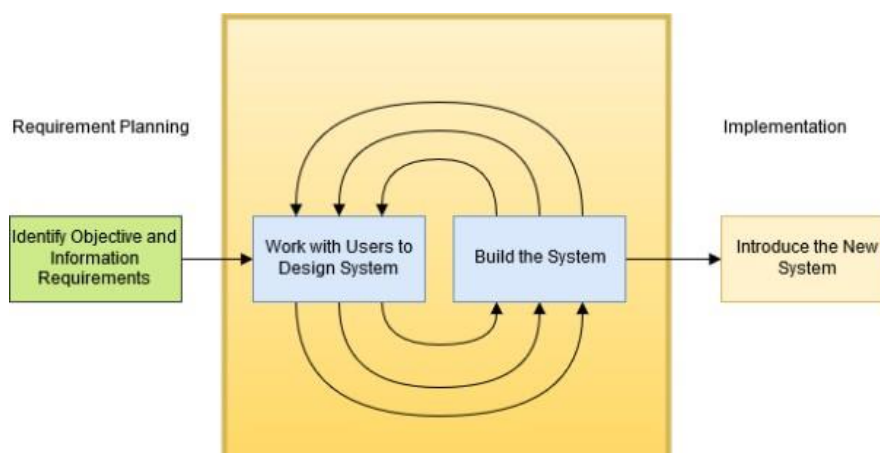 Requirement Planning
Implementation
Identify Objective and
Information
Requirements
Work with Users to
Design System
Build the System
Introduce the New
System